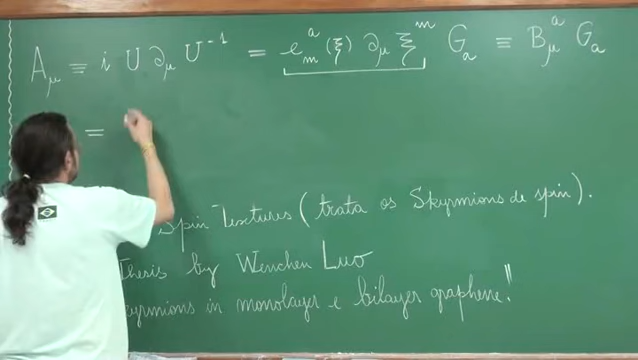 A_μ ≡ i U ∂_μ U^{-1} = e_m^a (ξ) ∂_μ ξ^m G_a ≡ B_μ^a G_a
=
Spin Textures (trata os Skyrmions de spin).
Thesis by Wenchen Luo
kyrmions in monolayer e bilayer graphene!!